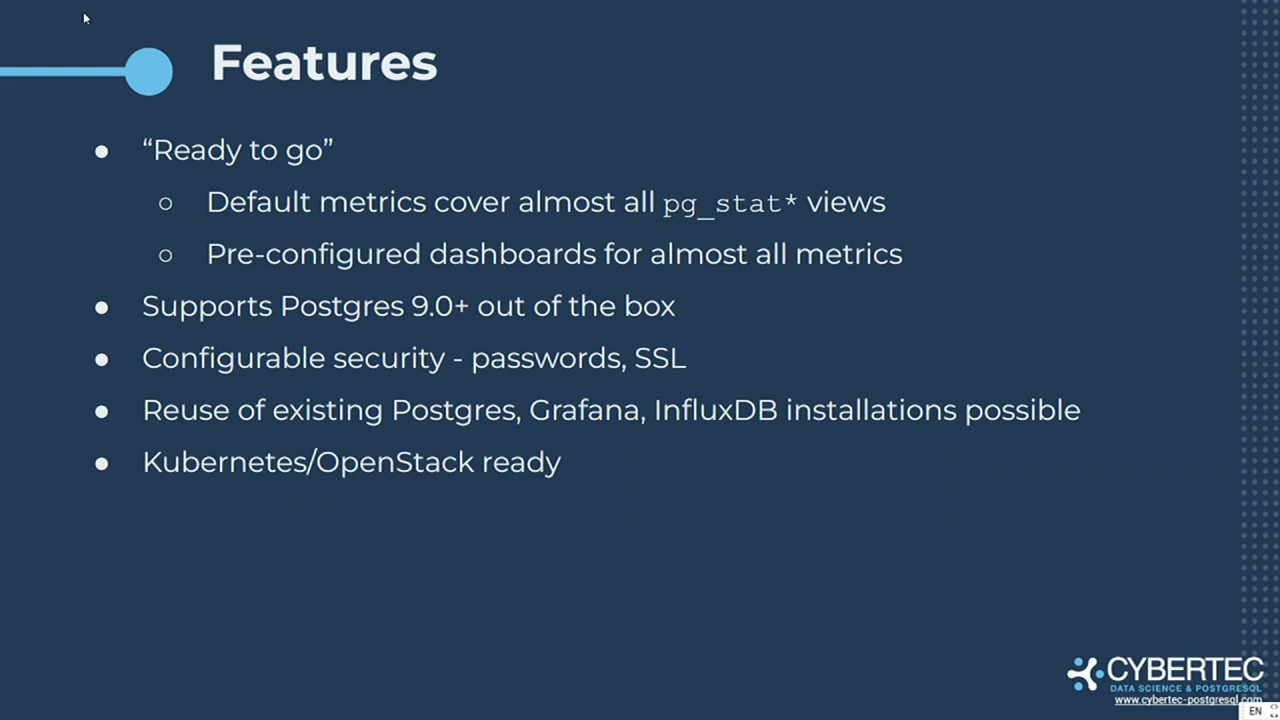 Features
“Ready to go”
Default metrics cover almost all pg_stat* views
Pre-configured dashboards for almost all metrics
Supports Postgres 9.0+ out of the box
Configurable security - passwords, SSL
Reuse of existing Postgres, Grafana, InfluxDB installations possible
Kubernetes/OpenStack ready
CYBERTEC
DATA SCIENCE & POSTGRESQL
www.cybertec-postgresql.com
EN